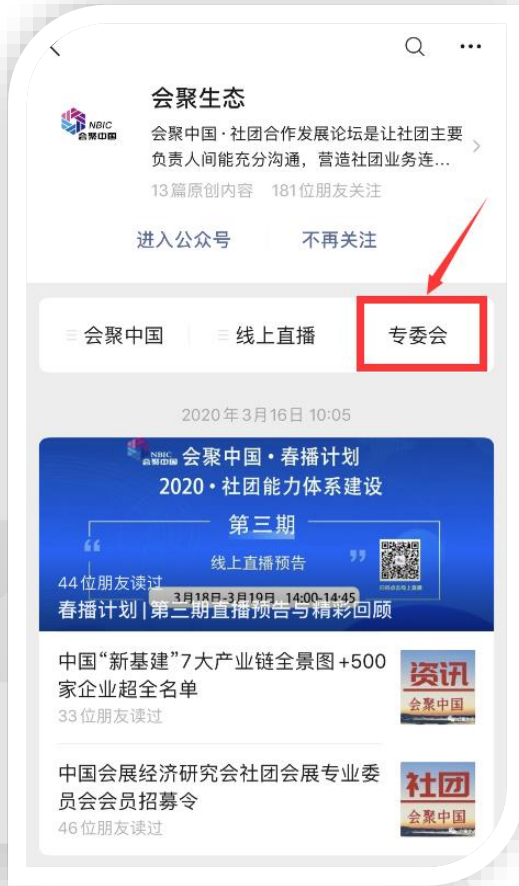 会聚生态
NBIC
会聚中国
会聚中国·社团合作发展论坛是让社团主要
负责人间能充分沟通，营造社团业务连...
13篇原创内容 181位朋友关注
进入公众号 不再关注
会聚中国 线上直播 专委会
2020年3月16日 10:05
NBIC
会聚中国 会聚中国·春播计划
2020·社团能力体系建设
第三期
线上直播预告
44位朋友读过
3月18日-3月19日 14:00-14:45
春播计划|第三期直播预告与精彩回顾
中国“新基建”7大产业链全景图+500
家企业超全名单
33位朋友读过
资讯
会聚中国
中国会展经济研究会社团会展专业委
员会会员招募令
46位朋友读过
社团
会聚中国